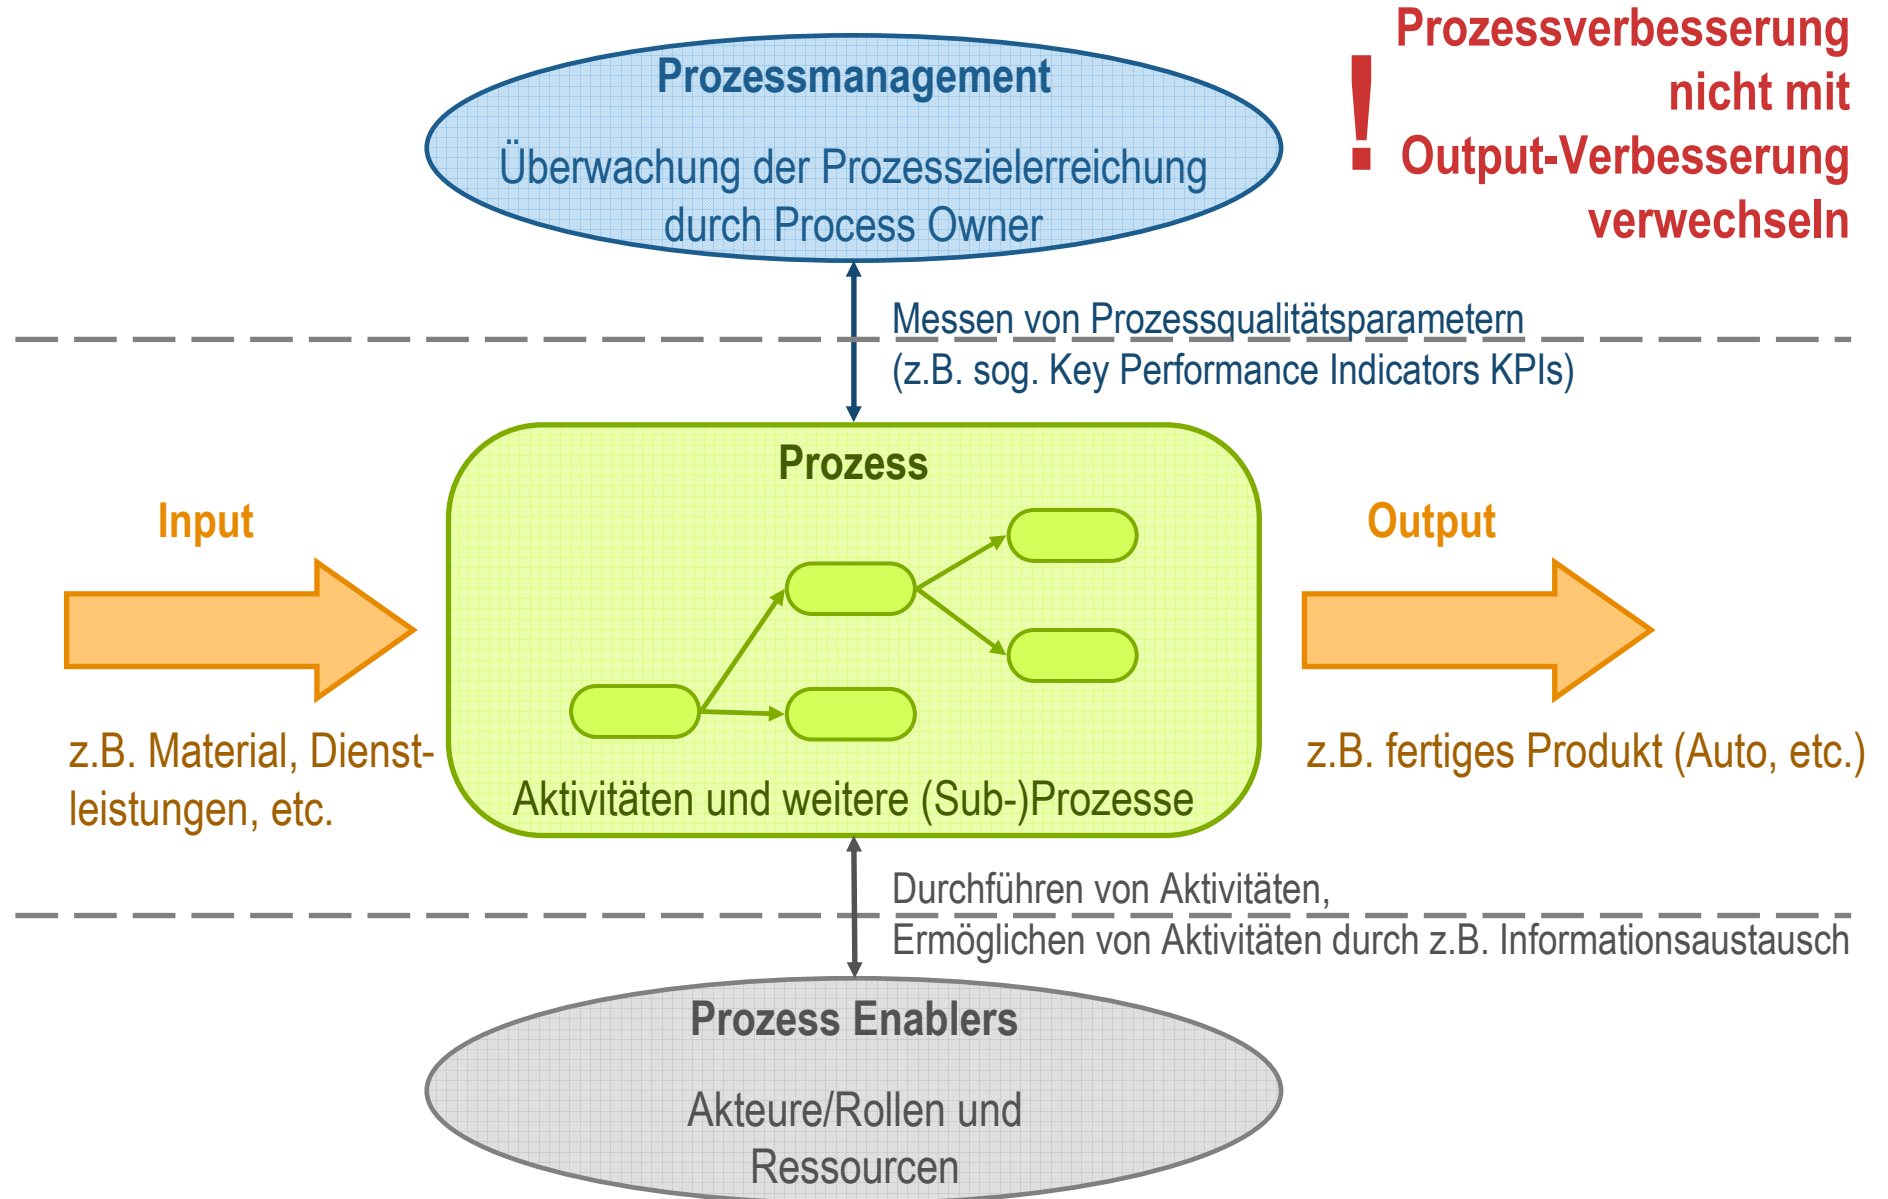 Prozessverbesserung
nicht mit
Output-Verbesserung
verwechseln
!
Prozessmanagement
Überwachung der Prozesszielerreichung
durch Process Owner
Messen von Prozessqualitätsparametern
(z.B. sog. Key Performance Indicators KPIs)
Prozess
Input
Output
z.B. Material, Dienst-
leistungen, etc.
z.B. fertiges Produkt (Auto, etc.)
Aktivitäten und weitere (Sub-)Prozesse
Durchführen von Aktivitäten,
Ermöglichen von Aktivitäten durch z.B. Informationsaustausch
Prozess Enablers
Akteure/Rollen und
Ressourcen